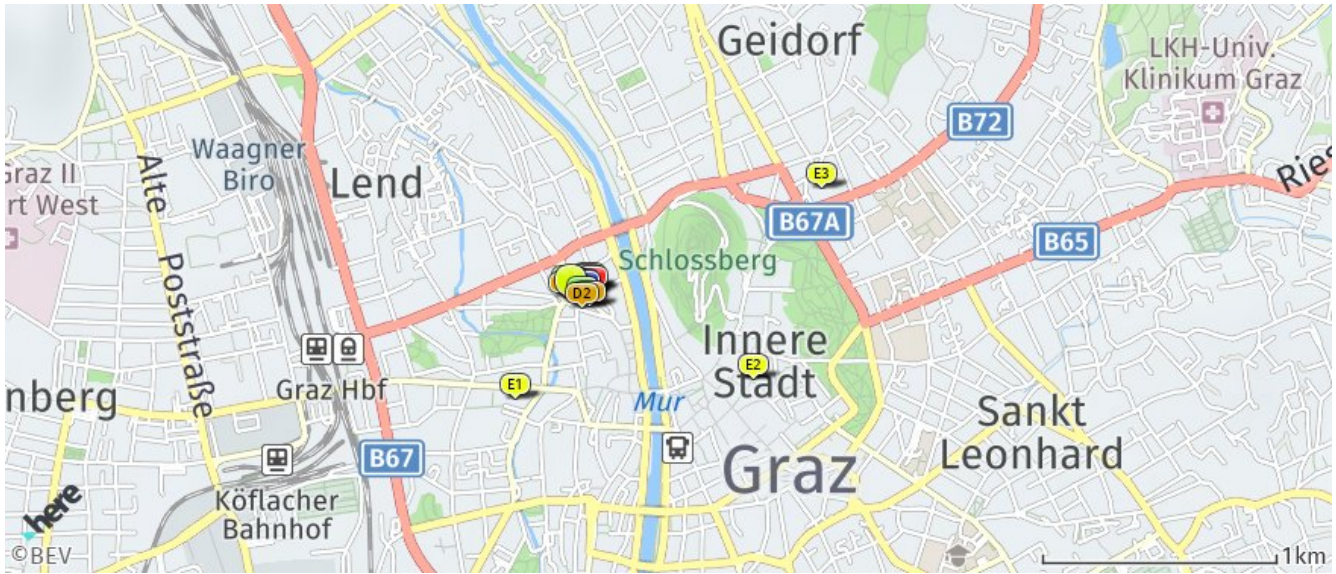 Geidorf
LKH-Univ.
Klinikum Graz
B72
Waagner
Biro
Graz II
rt West
Alte
Poststraße
Lend
E3
Ries
B67A
B65
Schlossberg
D2
Innere
Stadt
E2
Graz Hbf
E1
nberg
Mur
Sankt
Leonhard
B67
Graz
Köflacher
Bahnhof
here
©BEV
1km